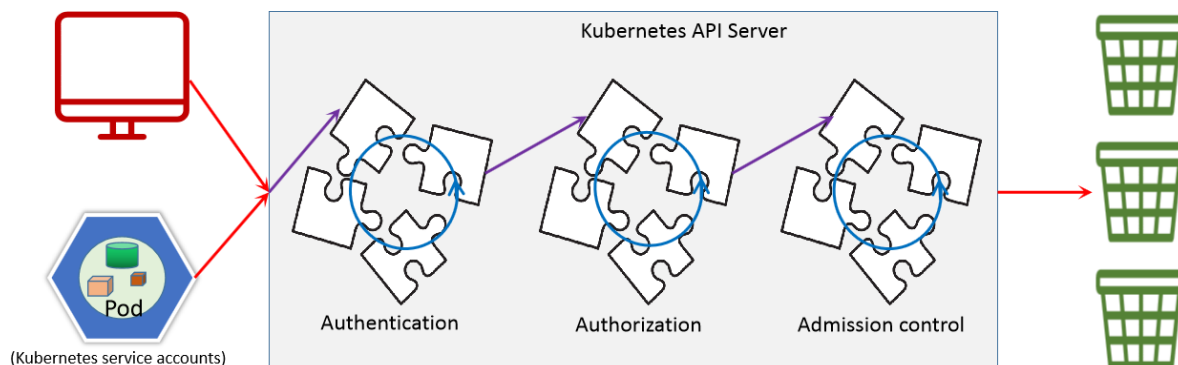 Kubernetes API Server
Pod
(Kubernetes service accounts)
Authentication
Authorization
Admission control